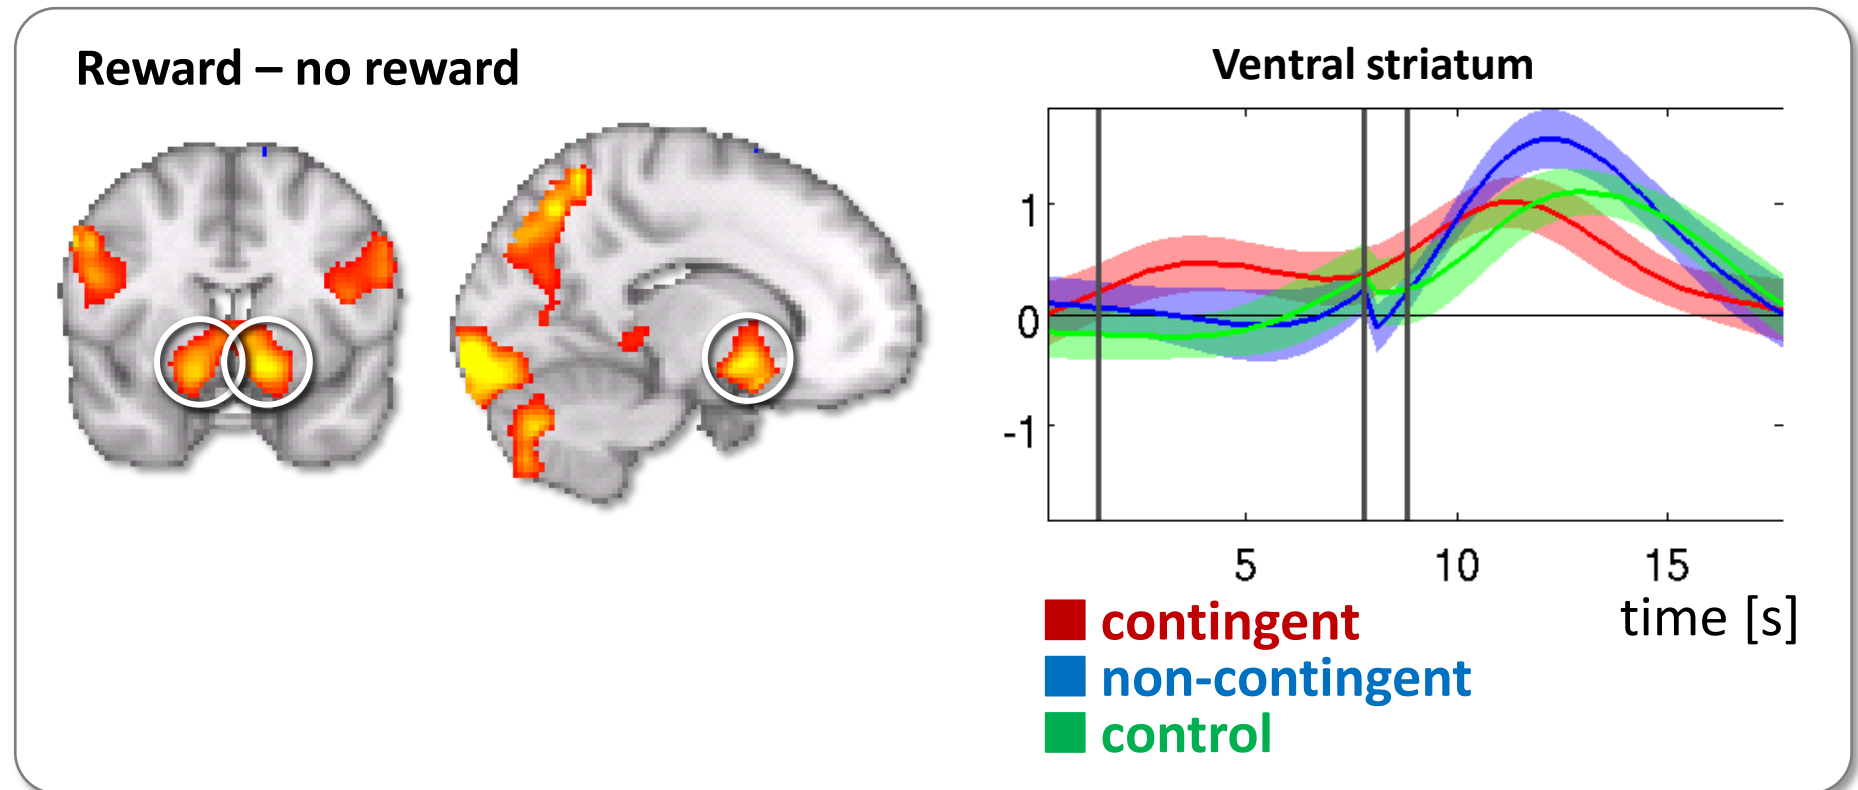 Reward – no reward
Ventral striatum
1
0
-1
5 10 15
time [s]
contingent
non-contingent
control